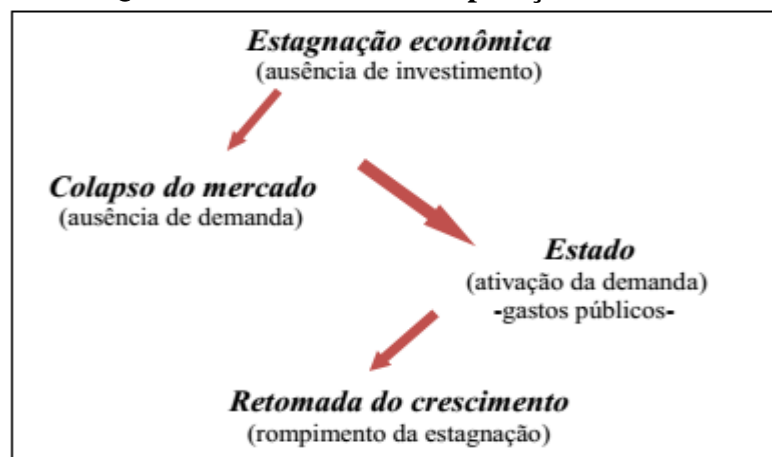 Estagnação econômica
(ausência de investimento)
Colapso do mercado
(ausência de demanda)
Estado
(ativação da demanda)
-gastos públicos-
Retomada do crescimento
(rompimento da estagnação)